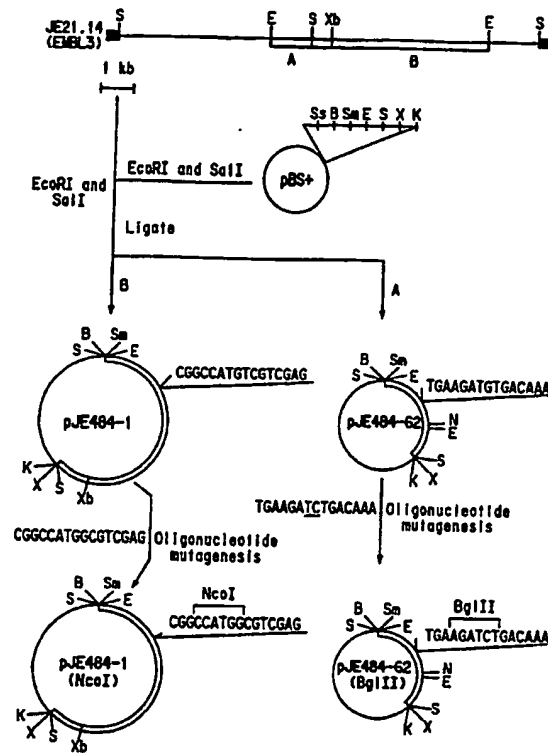 S E S Xb E S
JE21.14
(EMBL3)
A B
1 kb
Ss B Sm E S X K
EcoRI and SalI
pBS+
EcoRI and
SalI
Ligate
B A
B Sm
S E
CGGCCATGTCGTCGAG
pJE484-1
K
X
S
Xb
B Sm
S E
TGAAGATGTGACAAA
pJE484-62
N
E
K S
X
CGGCCATGGCGTCGAG
Oligonucleotide
mutagenesis
TGAAGATCTGACAAA
Oligonucleotide
mutagenesis
B Sm
S E
NcoI
CGGCCATGGCGTCGAG
pJE484-1
(NcoI)
K
X
S
Xb
B Sm
S E
BglII
TGAAGATCTGACAAA
pJE484-62
(BglII)
N
E
K S
X